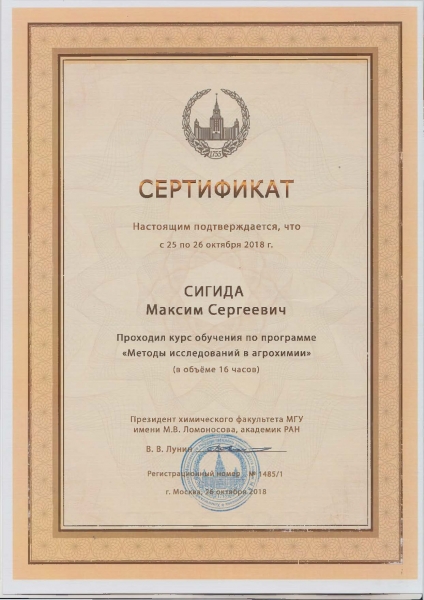 1755
СЕРТИФИКАТ
Настоящим подтверждается, что
с 25 по 26 октября 2018 г.
СИГИДА
Максим Сергеевич
Проходил курс обучения по программе
«Методы исследований в агрохимии»
(в объёме 16 часов)
Президент химического факультета МГУ
имени М.В. Ломоносова, академик РАН
В. В. Лунин
Регистрационный номер № 1485/1
г. Москва, 26 октября 2018